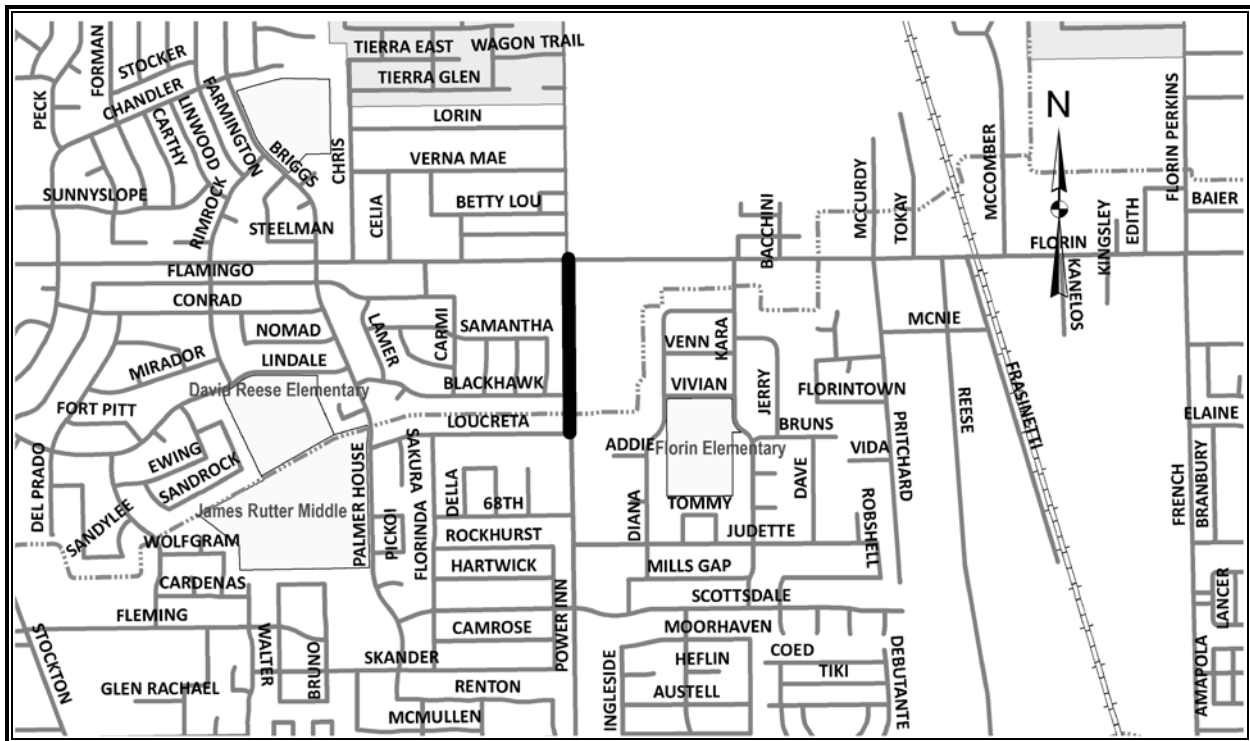 TIERRA EAST
WAGON TRAIL
STOCKER
FORMAN
TIERRA GLEN
PECK
CHANDLER
FARMINGTON
LINWOOD
CARTHY
LORIN
N
FLORIN PERKINS
BRIGGS
CHRIS
VERNA MAE
MCCOMBER
MCCURDY
SUNNYSLOPE
RIMROCK
STEELMAN
CELIA
BETTY LOU
BACCHINI
TOKAY
KINGSLEY
EDITH
BAIER
FLORIN
FLAMINGO
KANELOS
CONRAD
NOMAD
LAMER
CARMI
SAMANTHA
MCNIE
VENN
KARA
MIRADOR
LINDALE
David Reese Elementary
BLACKHAWK
VIVIAN
JERRY
FLORINTOWN
REESE
FRASINETTI
FORT PITT
LOUCRETA
BRUNS
PRITCHARD
ELAINE
DEL PRADO
EWING
SANDROCK
PALMER HOUSE
SAKURA
ADDIE
Florin Elementary
VIDA
FLORINDALE
DELLA
DAVE
FRENCH
BRANBURY
SANDYLEE
James Rutter Middle
68TH
DIANA
TOMMY
ROBSHELL
WOLFGRAM
PICKOI
ROCKHURST
JUDETTE
CARDENAS
HARTWICK
MILLS GAP
LANCER
FLEMING
SCOTTSDALE
STOCKTON
WALTER
BRUNO
CAMROSE
POWER INN
MOORHAVEN
SKANDER
INGLESIDE
HEFLIN
COED
TIKI
DEBUTANTE
AMAPOLA
GLEN RACHAEL
RENTON
AUSTELL
MCMULLEN